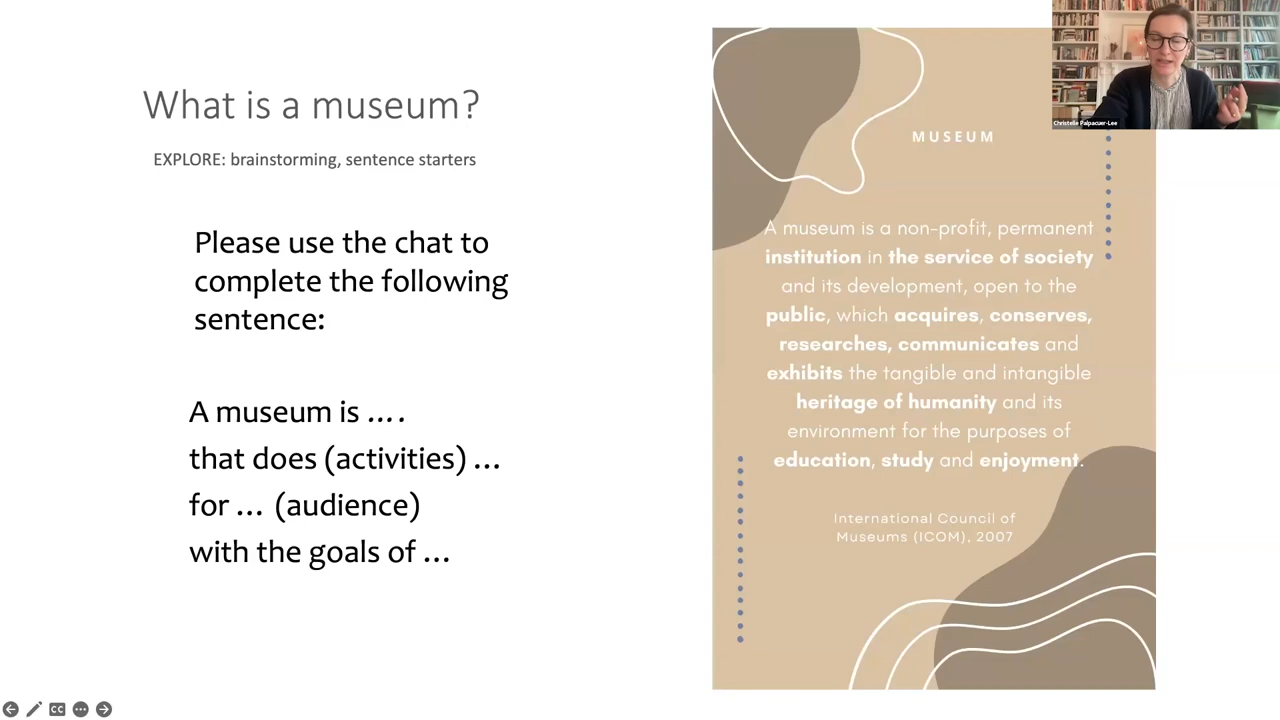 What is a museum?
EXPLORE: brainstorming, sentence starters
Please use the chat to
complete the following
sentence:
A museum is ….
that does (activities) …
for … (audience)
with the goals of …
MUSEUM
A museum is a non-profit, permanent
institution in the service of society
and its development, open to the
public, which acquires, conserves,
researches, communicates and
exhibits the tangible and intangible
heritage of humanity and its
environment for the purposes of
education, study and enjoyment.
International Council of
Museums (ICOM), 2007
Christelle Palpacuer-Lee
CC